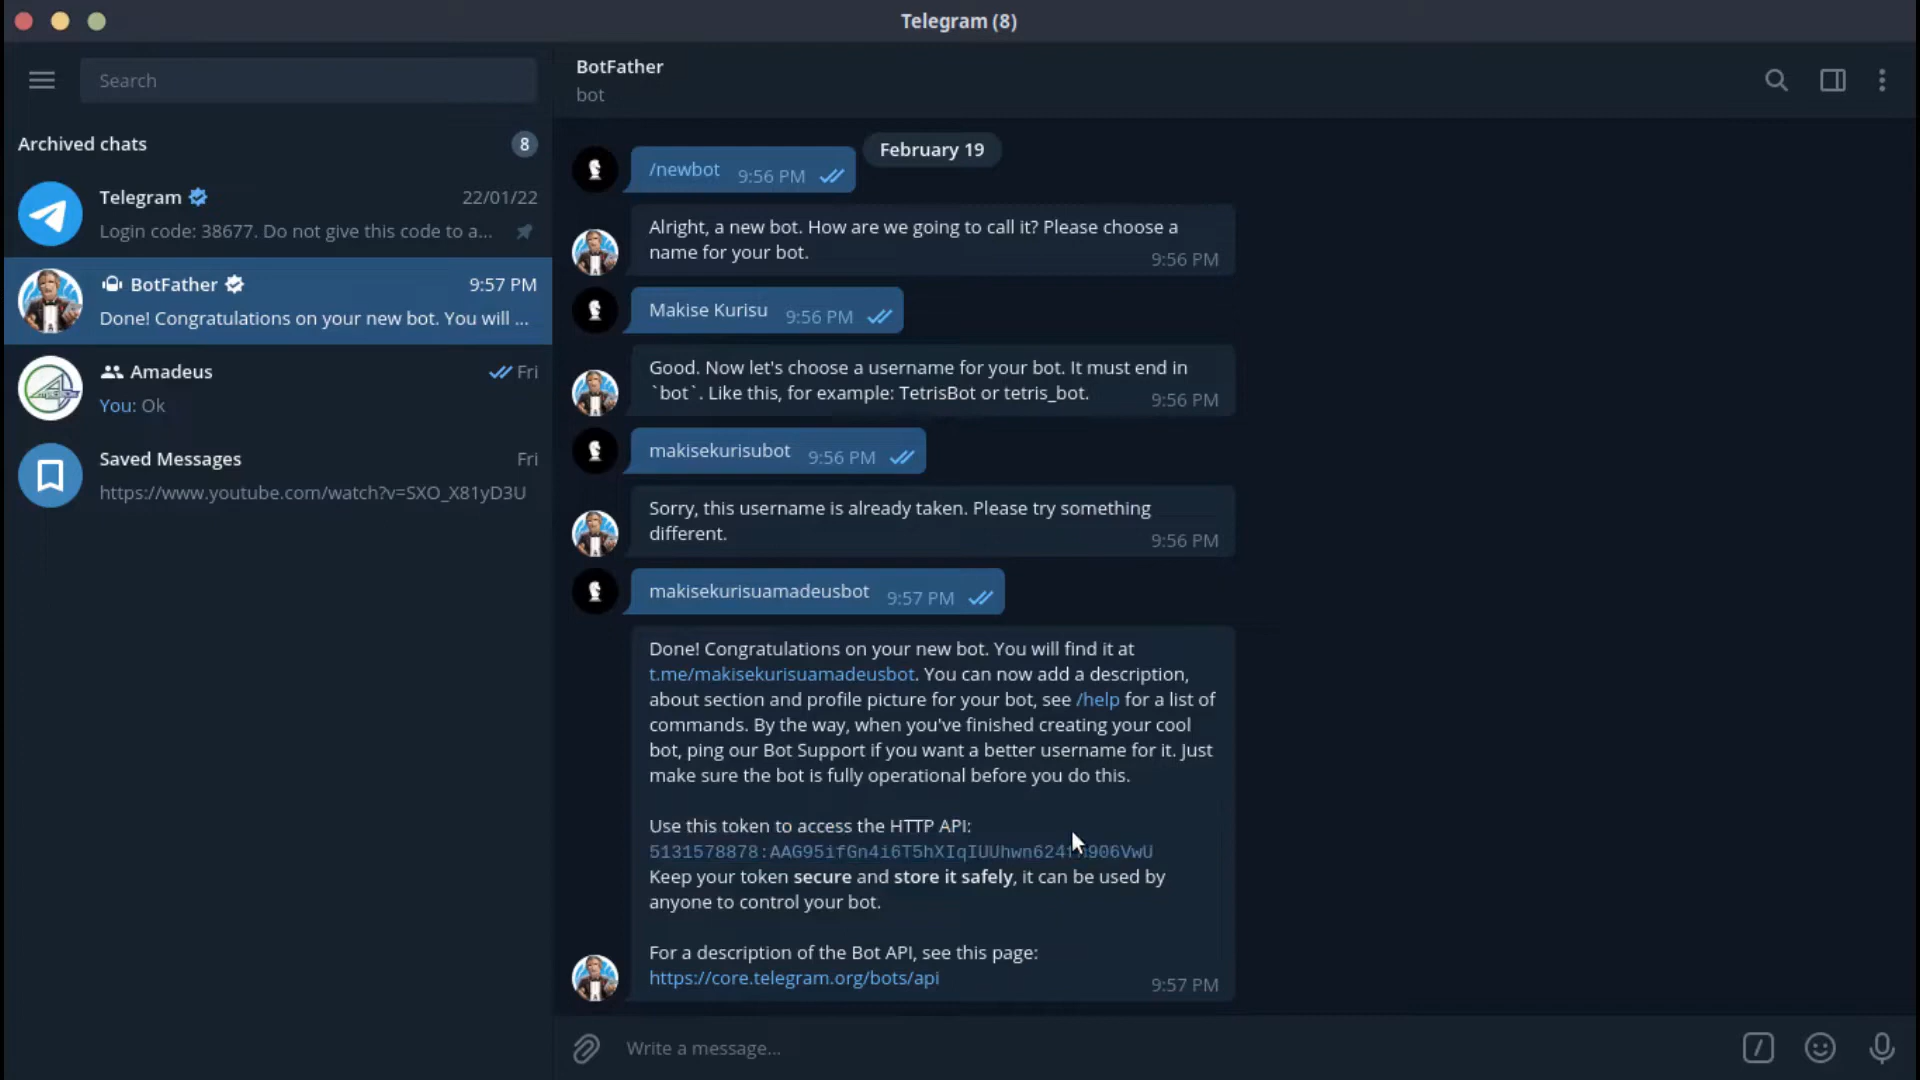 Telegram (8)
Search
Archived chats
8
Telegram
22/01/22
Login code: 38677. Do not give this code to a...
BotFather
9:57 PM
Done! Congratulations on your new bot. You will ...
Amadeus
Fri
You: Ok
Saved Messages
Fri
https://www.youtube.com/watch?v=SXO_X81yD3U
BotFather
bot
February 19
/newbot 9:56 PM
Alright, a new bot. How are we going to call it? Please choose a
name for your bot.
9:56 PM
Makise Kurisu 9:56 PM
Good. Now let's choose a username for your bot. It must end in
`bot`. Like this, for example: TetrisBot or tetris_bot.
9:56 PM
makisekurisubot 9:56 PM
Sorry, this username is already taken. Please try something
different.
9:56 PM
makisekurisuamadeusbot 9:57 PM
Done! Congratulations on your new bot. You will find it at
t.me/makisekurisuamadeusbot. You can now add a description,
about section and profile picture for your bot, see /help for a list of
commands. By the way, when you've finished creating your cool
bot, ping our Bot Support if you want a better username for it. Just
make sure the bot is fully operational before you do this.
Use this token to access the HTTP API:
Keep your token secure and store it safely, it can be used by
anyone to control your bot.
For a description of the Bot API, see this page:
https://core.telegram.org/bots/api
9:57 PM
Write a message...